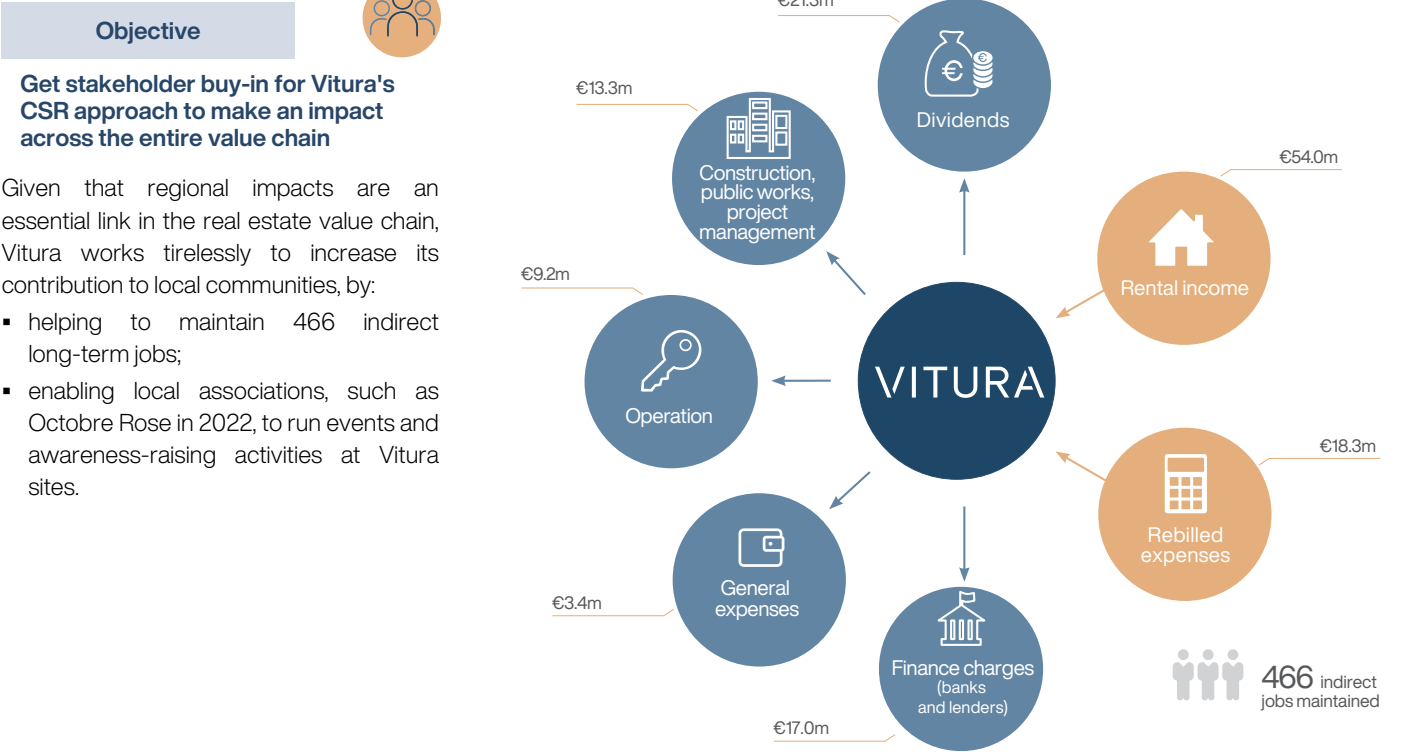 Objective
Get stakeholder buy-in for Vitura's
CSR approach to make an impact
across the entire value chain
Given that regional impacts are an
essential link in the real estate value chain,
Vitura works tirelessly to increase its
contribution to local communities, by:
▪ helping to maintain 466 indirect
long-term jobs;
▪ enabling local associations, such as
Octobre Rose in 2022, to run events and
awareness-raising activities at Vitura
sites.
Dividends
€13.3m
Construction,
public works,
project
management
€54.0m
Rental income
€9.2m
Operation
VITURA
€18.3m
Rebilled
expenses
€3.4m
General
expenses
€17.0m
Finance charges
(banks
and lenders)
466 indirect
jobs maintained